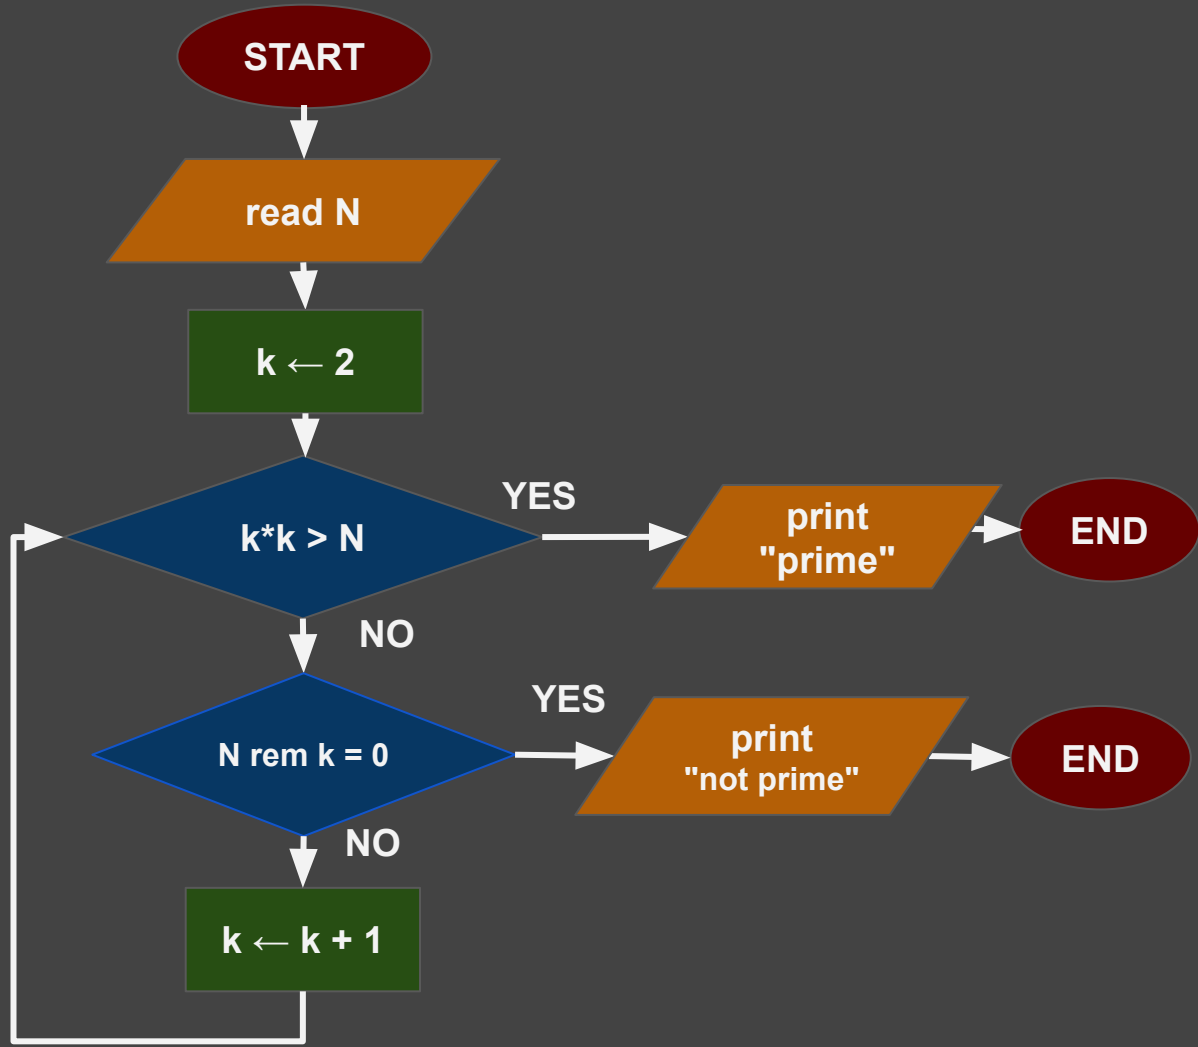 START
read N
k ← 2
k*k > N
YES
print
"prime"
END
NO
N rem k = 0
YES
print
"not prime"
END
NO
k ← k + 1